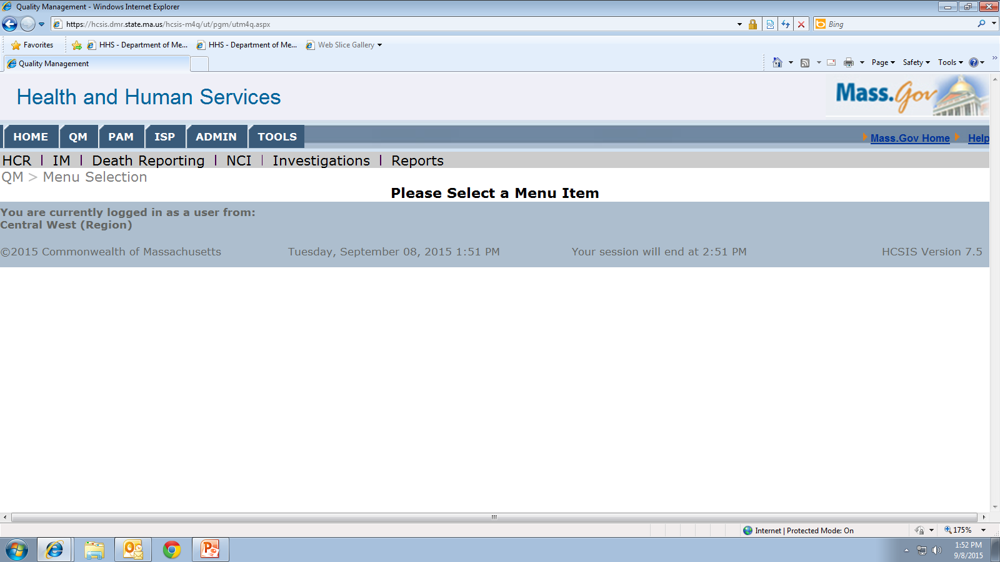 Quality Management - Windows Internet Explorer
https://hcsis.dmr.state.ma.us/hcsis-m4q/ut/pgm/utm4q.aspx
Bing
Favorites HHS - Department of Me... HHS - Department of Me... Web Slice Gallery
Quality Management
Page Safety Tools
Health and Human Services
Mass.Gov
HOME QM PAM ISP ADMIN TOOLS
Mass.Gov Home Help
HCR | IM | Death Reporting | NCI | Investigations | Reports
QM > Menu Selection
Please Select a Menu Item
You are currently logged in as a user from:
Central West (Region)
©2015 Commonwealth of Massachusetts Tuesday, September 08, 2015 1:51 PM Your session will end at 2:51 PM HCSIS Version 7.5
Internet | Protected Mode: On 175%
1:52 PM
9/8/2015